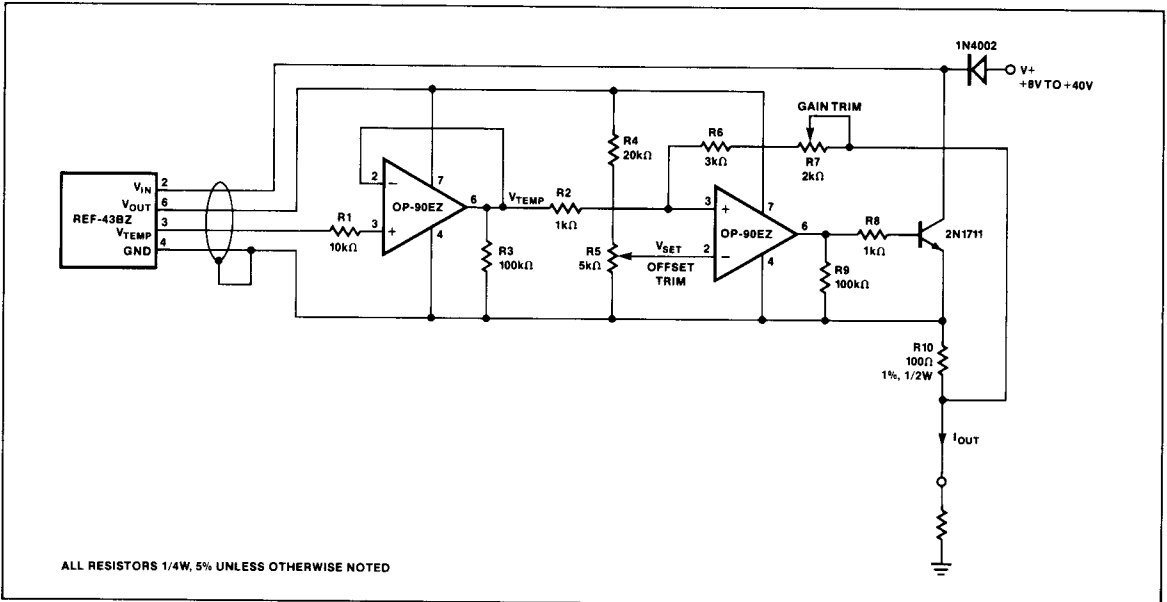 1N4002
V+
+8V TO +40V
GAIN TRIM
R4
20kΩ
R6
3kΩ
R7
2kΩ
REF-43BZ
VIN
2
VOUT
6
VTEMP
3
GND
4
R1
10kΩ
2
−
3
+
OP-90EZ
7
4
6
VTEMP
R2
1kΩ
R3
100kΩ
R5
5kΩ
VSET
OFFSET
TRIM
3
+
2
−
OP-90EZ
7
4
6
R8
1kΩ
2N1711
R9
100kΩ
R10
100Ω
1%, 1/2W
IOUT
ALL RESISTORS 1/4W, 5% UNLESS OTHERWISE NOTED